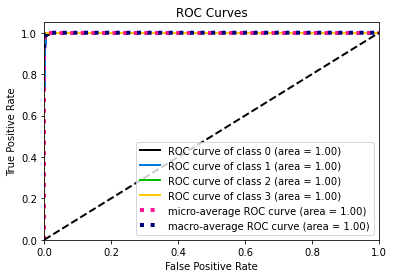 ROC Curves
True Positive Rate
1.0
0.8
0.6
0.4
0.2
0.0
ROC curve of class 0 (area = 1.00)
ROC curve of class 1 (area = 1.00)
ROC curve of class 2 (area = 1.00)
ROC curve of class 3 (area = 1.00)
micro-average ROC curve (area = 1.00)
macro-average ROC curve (area = 1.00)
0.0 0.2 0.4 0.6 0.8 1.0
False Positive Rate